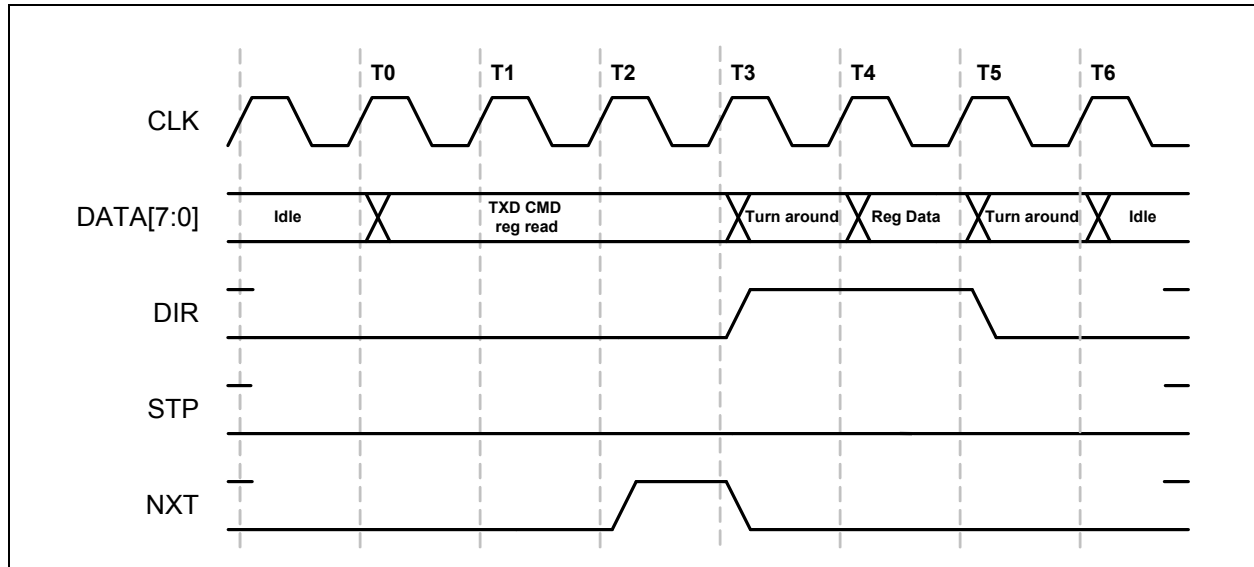 T0 T1 T2 T3 T4 T5 T6
CLK
DATA[7:0] Idle TXD CMD reg read Turn around Reg Data Turn around Idle
DIR
STP
NXT